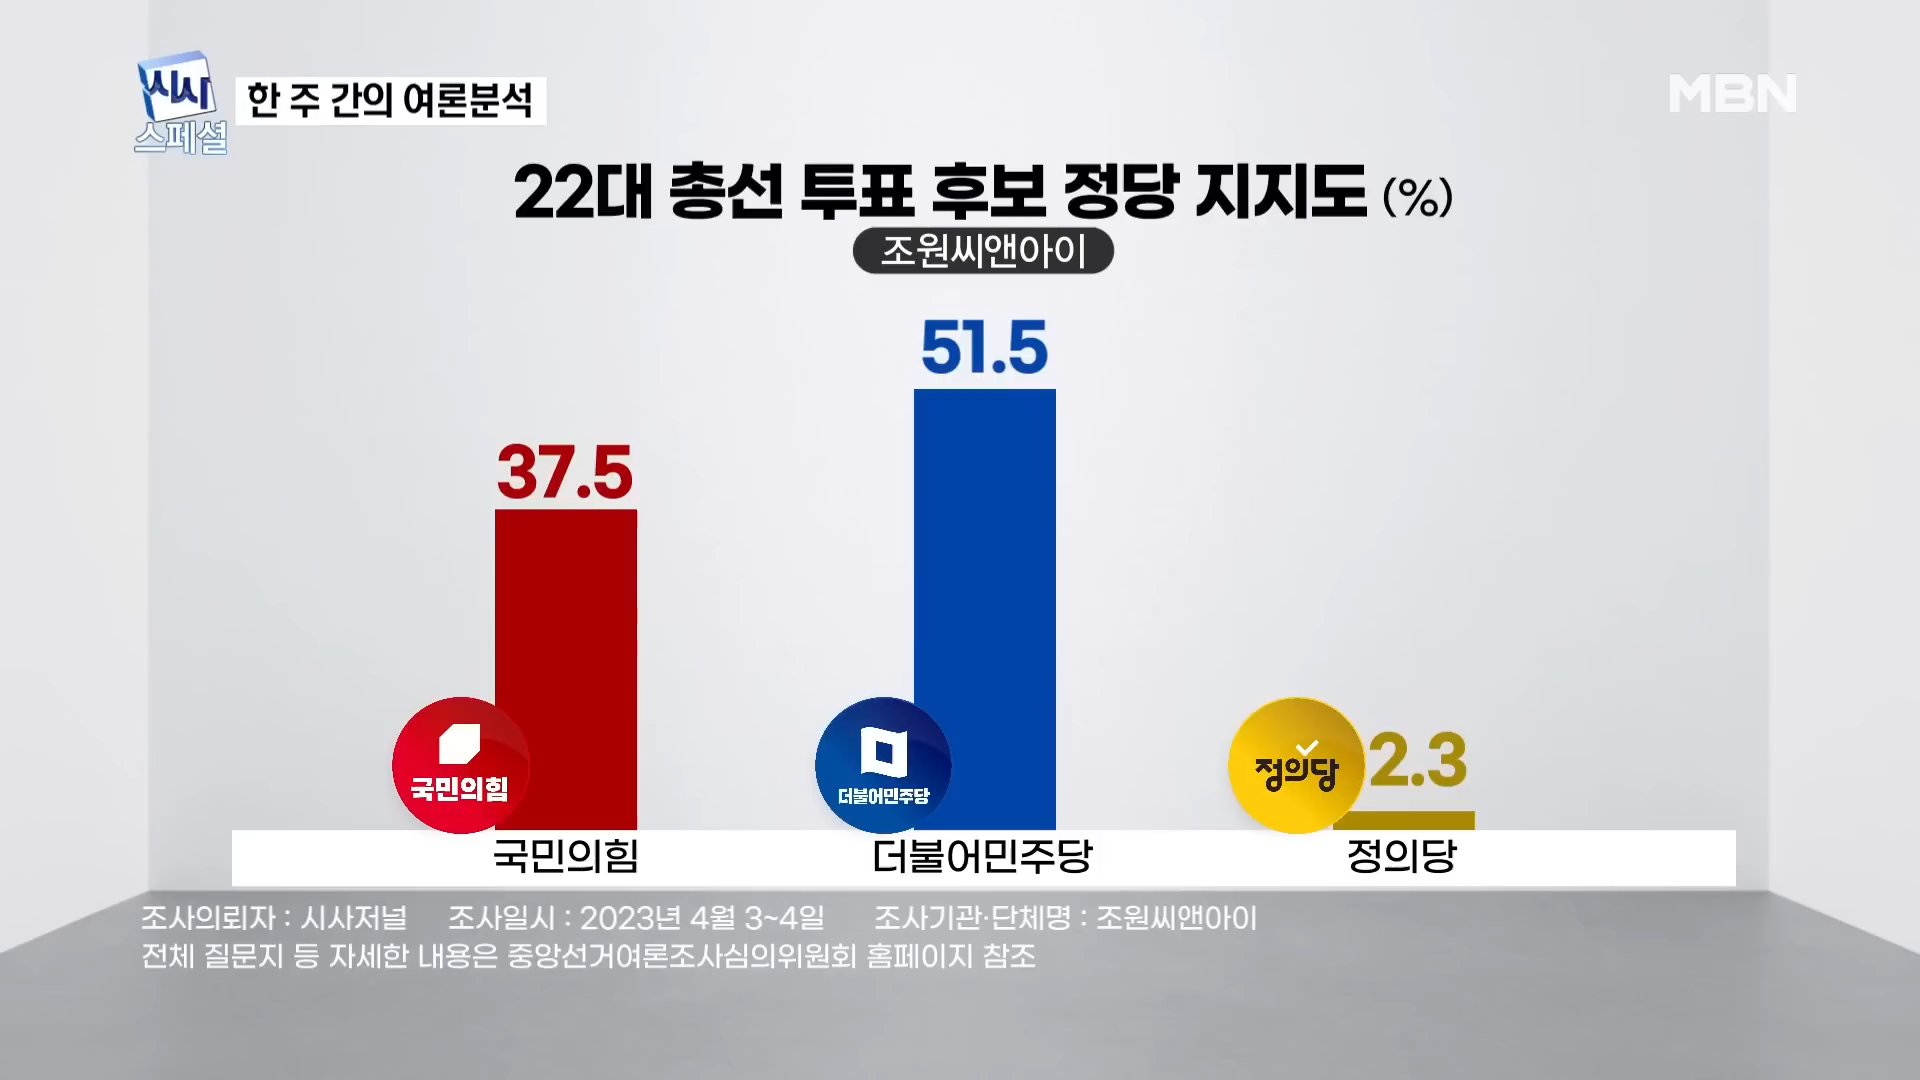 시사
스페셜
한 주 간의 여론분석
MBN
22대 총선 투표 후보 정당 지지도 (%)
조원씨앤아이
37.5
51.5
2.3
국민의힘
더불어민주당
정의당
국민의힘
더불어민주당
정의당
조사의뢰자 : 시사저널 조사일시 : 2023년 4월 3~4일 조사기관·단체명 : 조원씨앤아이
전체 질문지 등 자세한 내용은 중앙선거여론조사심의위원회 홈페이지 참조